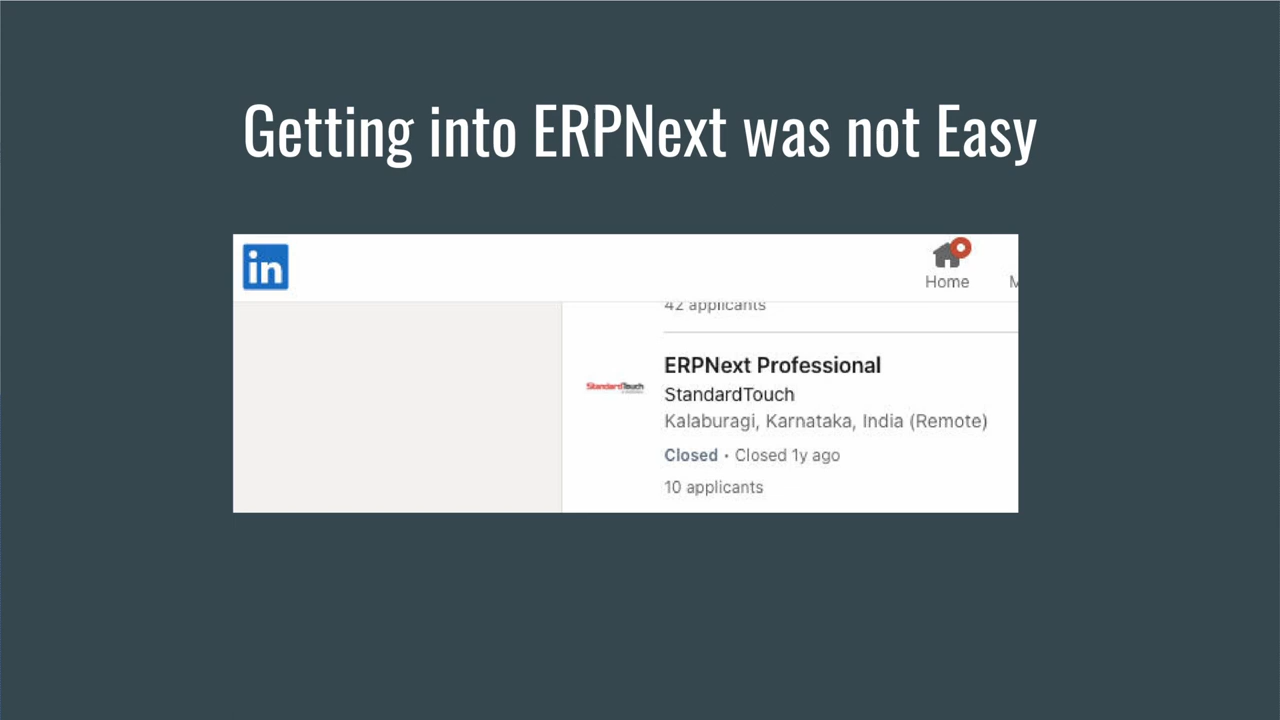 Getting into ERPNext was not Easy
in
Home
M
42 applicants
ERPNext Professional
StandardTouch
StandardTouch
Kalaburagi, Karnataka, India (Remote)
Closed • Closed 1y ago
10 applicants